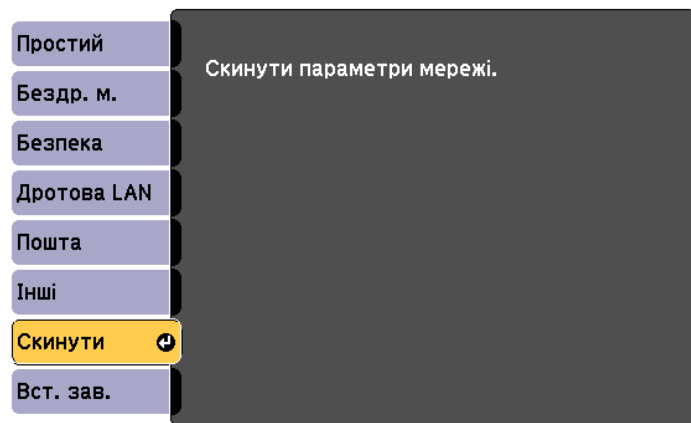 Простий
Бездр. м.
Безпека
Дротова LAN
Пошта
Інші
Скинути
Вст. зав.
Скинути параметри мережі.